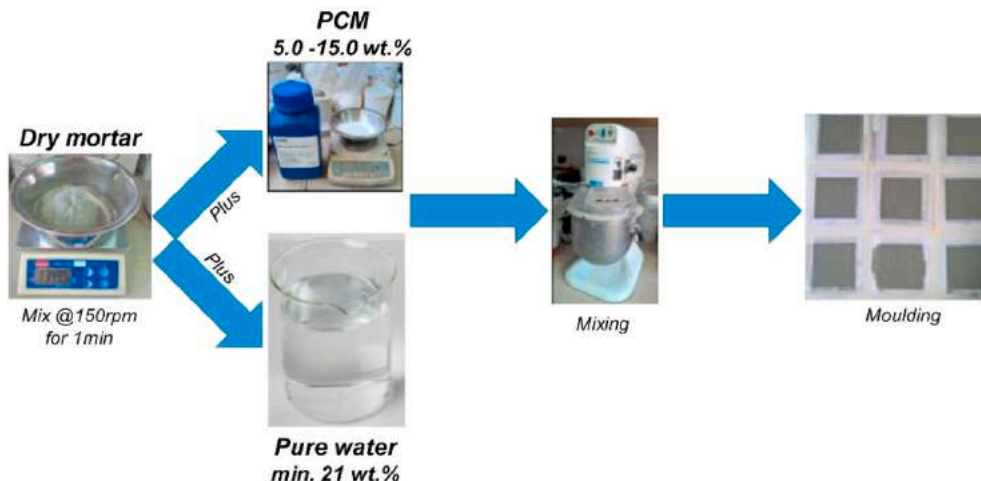 PCM
5.0 -15.0 wt.%
Dry mortar
Plus
Plus
Mix @150rpm
for 1min
Mixing
Moulding
Pure water
min. 21 wt.%